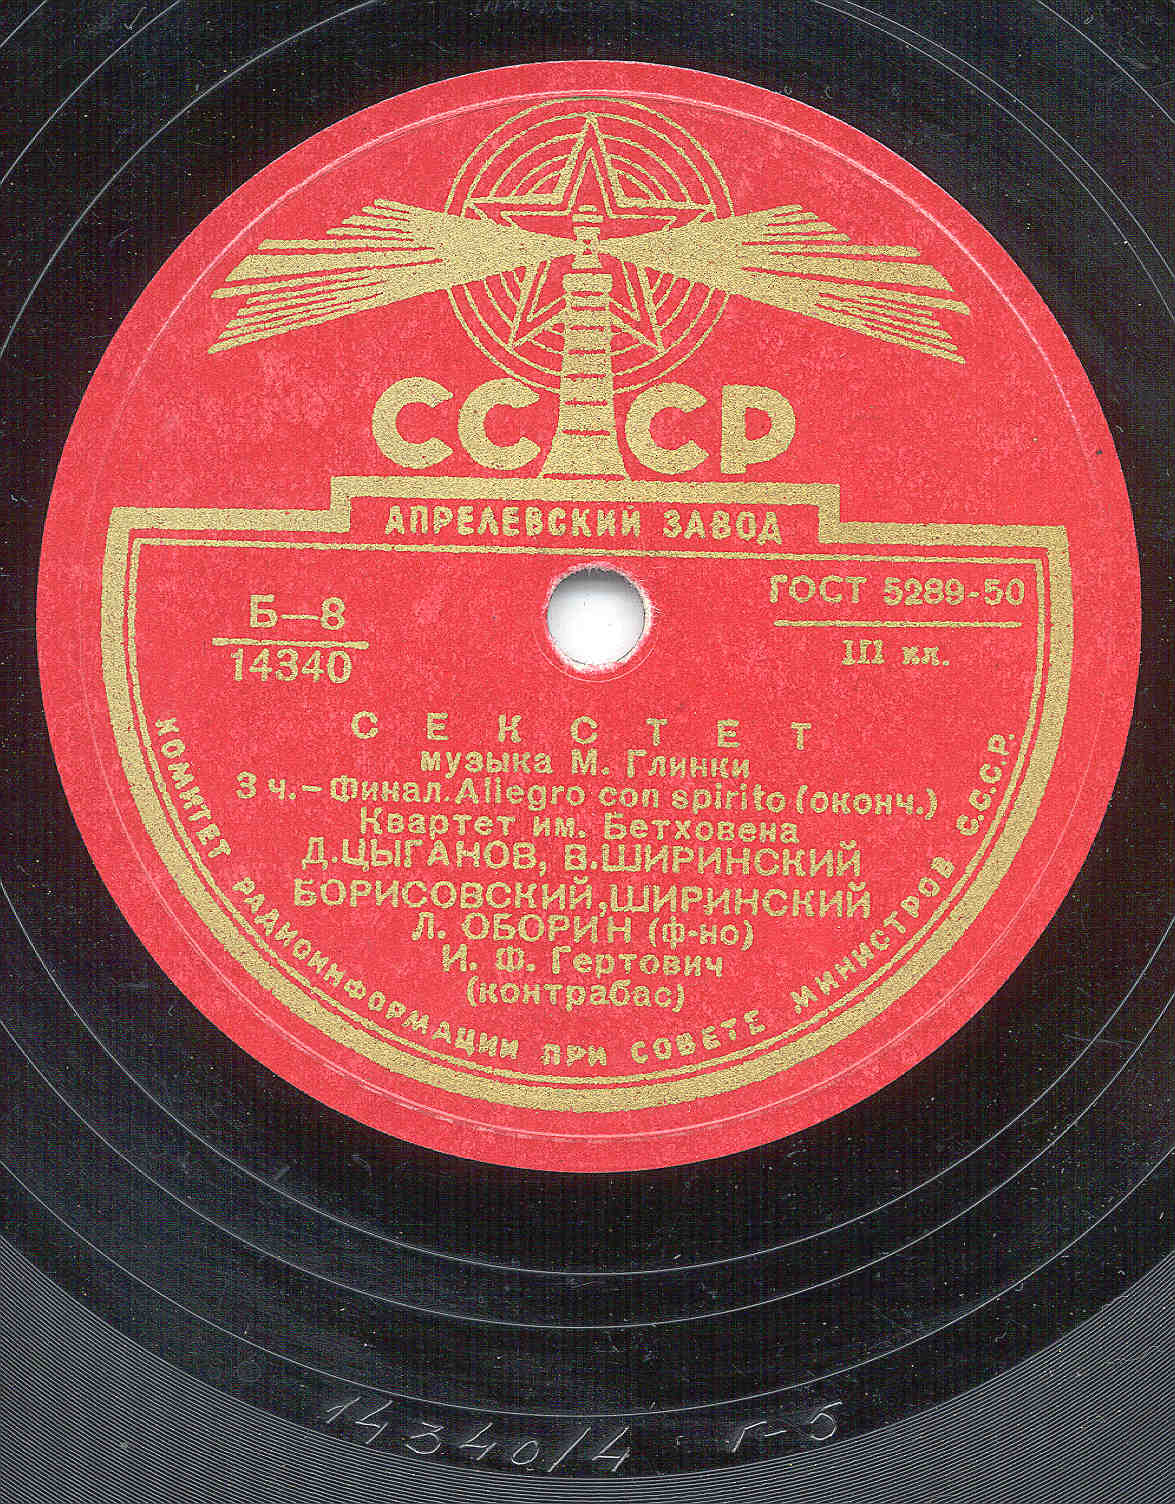 СССР
АПРЕЛЕВСКИЙ ЗАВОД
Б—8
14340
ГОСТ 5289-50
III кл.
СЕКСТЕТ
музыка М. Глинки
3 ч.—Финал. Allegro con spirito (оконч.)
Квартет им. Бетховена
Д.ЦЫГАНОВ, В.ШИРИНСКИЙ
БОРИСОВСКИЙ,ШИРИНСКИЙ
Л. ОБОРИН (ф-но)
И. Ф. Гертович
(контрабас)
КОМИТЕТ РАДИОИНФОРМАЦИИ ПРИ СОВЕТЕ МИНИСТРОВ С.С.С.Р.
14340/4 г-5